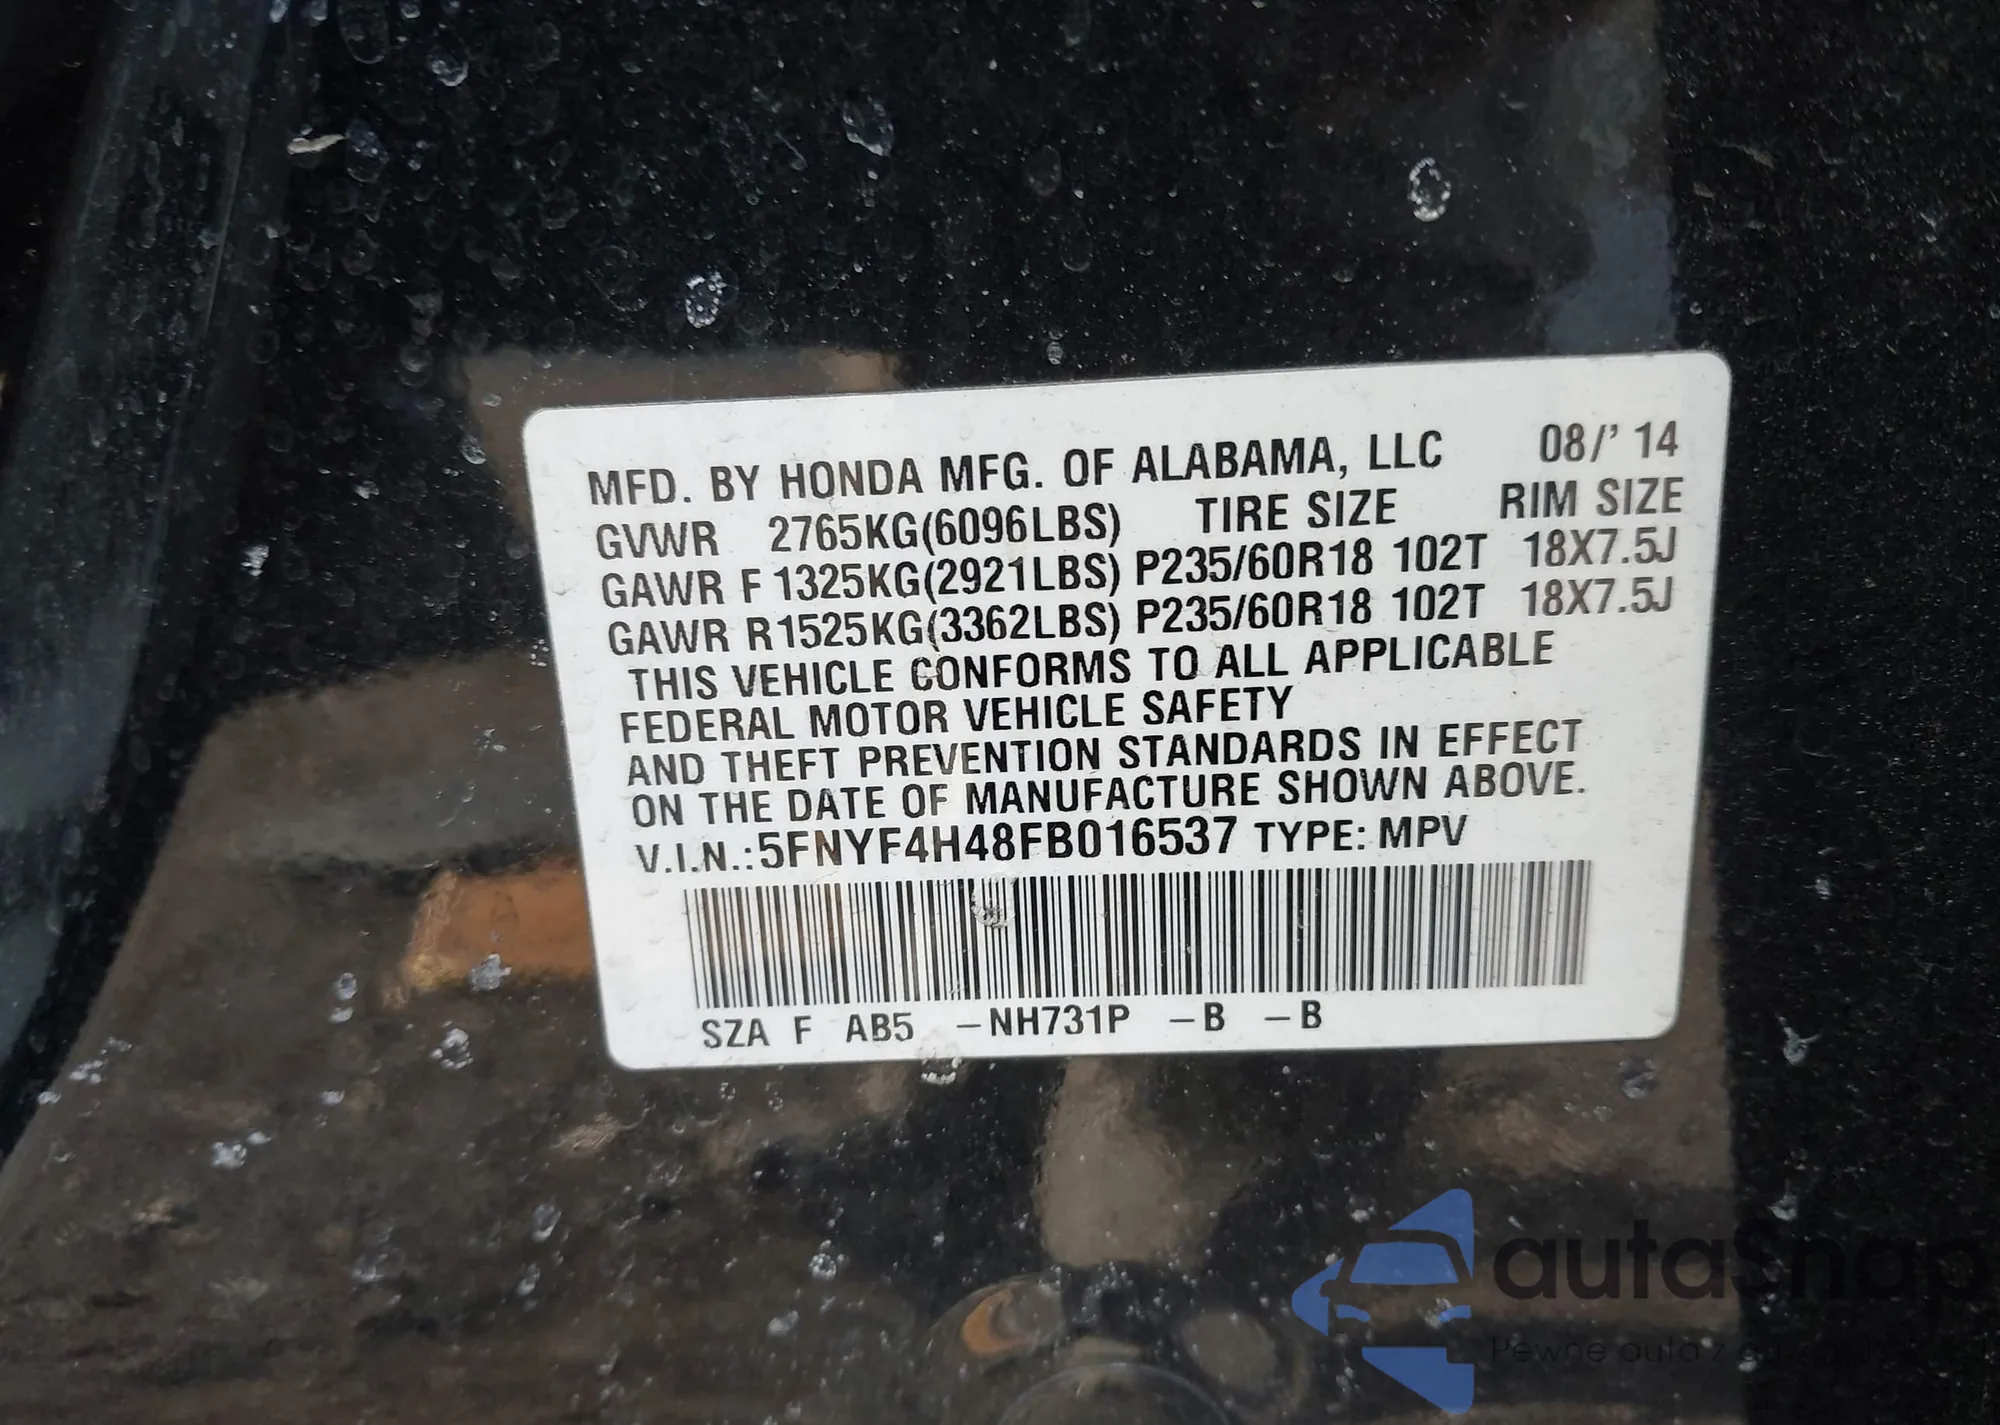 MFD. BY HONDA MFG. OF ALABAMA, LLC 08/' 14
GVWR 2765KG(6096LBS) TIRE SIZE RIM SIZE
GAWR F 1325KG(2921LBS) P235/60R18 102T 18X7.5J
GAWR R1525KG(3362LBS) P235/60R18 102T 18X7.5J
THIS VEHICLE CONFORMS TO ALL APPLICABLE
FEDERAL MOTOR VEHICLE SAFETY
AND THEFT PREVENTION STANDARDS IN EFFECT
ON THE DATE OF MANUFACTURE SHOWN ABOVE.
V.I.N.:5FNYF4H48FB016537 TYPE: MPV
SZA F AB5 -NH731P -B -B
autaSnap
Pewne auta z